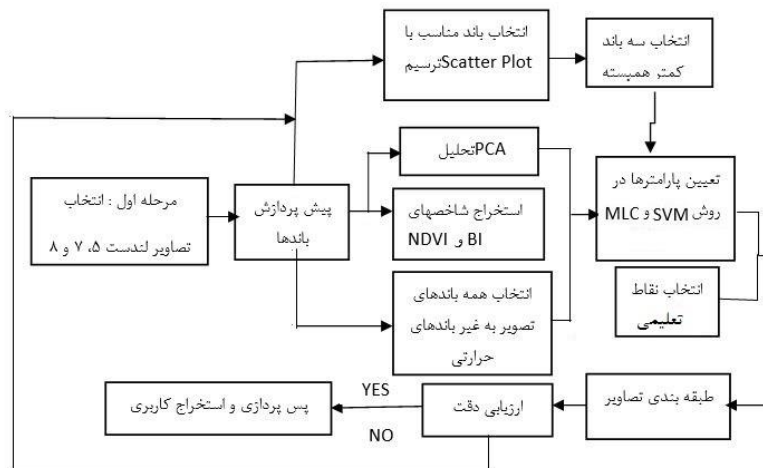 انتخاب باند مناسب با
ترسیمScatter Plot
انتخاب سه باند
کمتر همبسته
تحلیلPCA
استخراج شاخصهای
BI و NDVI
انتخاب همه باندهای
تصویر به غیر باندهای
حرارتی
مرحله اول : انتخاب
تصاویر لندست ۵، ۷ و ۸
پیش پردازش
باندها
تعیین پارامترها در
روش SVM و MLC
انتخاب نقاط
تعلیمی
طبقه بندی تصاویر
ارزیابی دقت
YES
NO
پس پردازی و استخراج کاربری